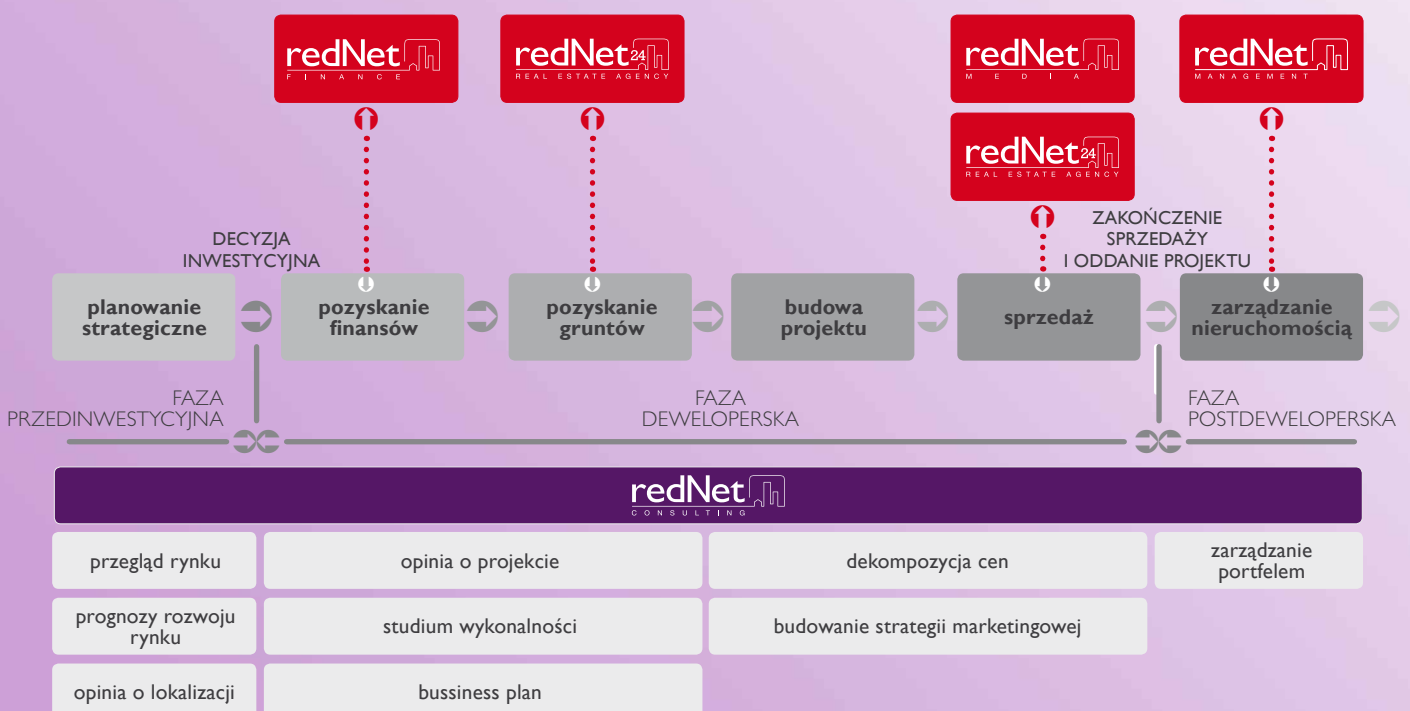 redNet
FINANCE
redNet24
REAL ESTATE AGENCY
redNet
MEDIA
redNet
MANAGEMENT
redNet24
REAL ESTATE AGENCY
DECYZJA
INWESTYCYJNA
ZAKOŃCZENIE
SPRZEDAŻY
I ODDANIE PROJEKTU
planowanie
strategiczne
pozyskanie
finansów
pozyskanie
gruntów
budowa
projektu
sprzedaż
zarządzanie
nieruchomością
FAZA
PRZEDINWESTYCYJNA
FAZA
DEWELOPERSKA
FAZA
POSTDEWELOPERSKA
redNet
CONSULTING
przegląd rynku
opinia o projekcie
dekompozycja cen
zarządzanie
portfelem
prognozy rozwoju
rynku
studium wykonalności
budowanie strategii marketingowej
opinia o lokalizacji
bussiness plan